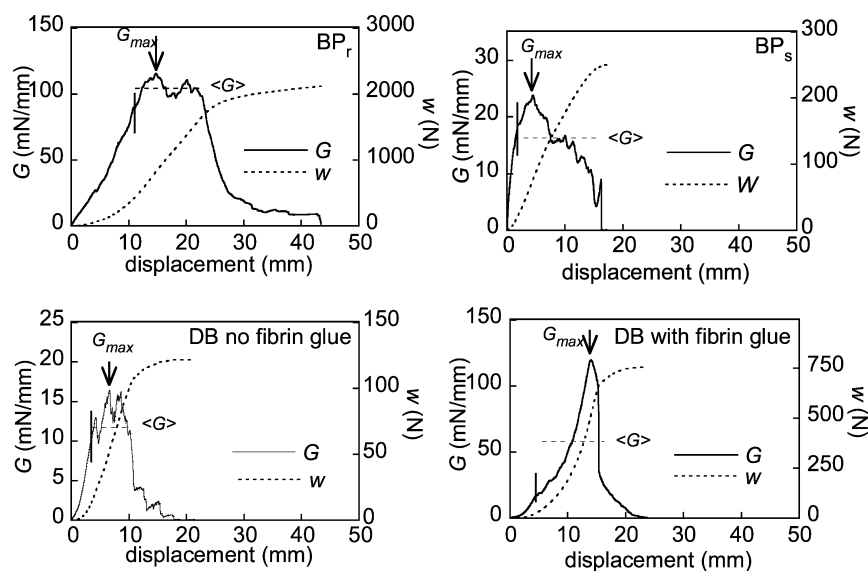 150
100
50
0
G (mN/mm)
G_max
BP_r
<G>
G
w
3000
2000
1000
0
w (N)
0 10 20 30 40 50
displacement (mm)
30
20
10
0
G (mN/mm)
G_max
BP_s
<G>
G
W
300
250
200
150
100
50
0
w (N)
0 10 20 30 40 50
displacement (mm)
25
20
15
10
5
0
G (mN/mm)
DB no fibrin glue
G_max
<G>
G
w
150
100
50
0
w (N)
0 10 20 30 40 50
displacement (mm)
150
100
50
0
G (mN/mm)
G_max
DB with fibrin glue
<G>
G
w
750
500
250
0
w (N)
0 10 20 30 40 50
displacement (mm)